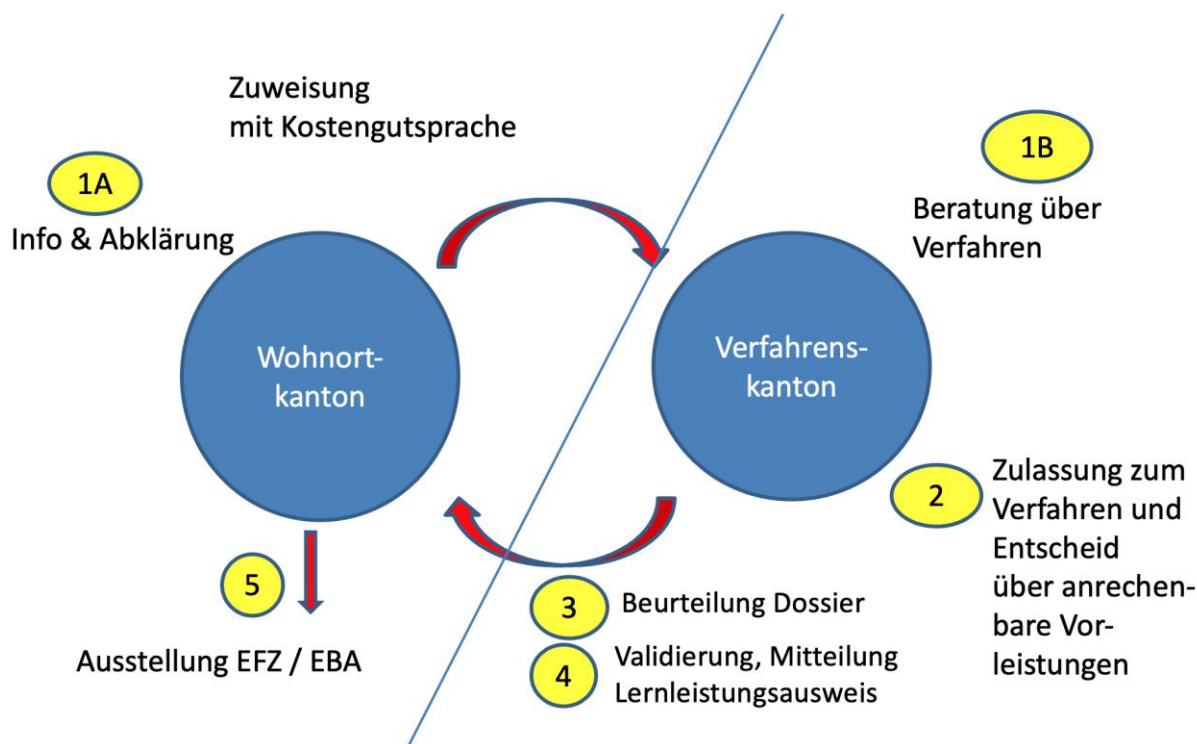 Zuweisung
mit Kostengutsprache
1A
Info & Abklärung
1B
Beratung über
Verfahren
Wohnort-
kanton
Verfahrens-
kanton
2
Zulassung zum
Verfahren und
Entscheid
über anrechen-
bare Vor-
leistungen
3
Beurteilung Dossier
4
Validierung, Mitteilung
Lernleistungsausweis
5
Ausstellung EFZ / EBA